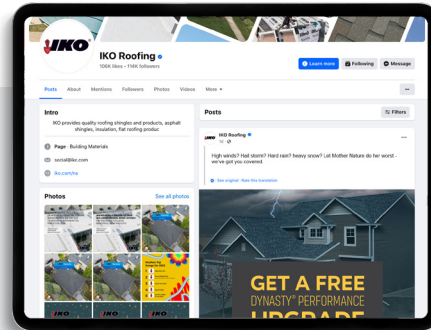 IKO
IKO Roofing
106K likes • 114K followers
Learn more
Following
Message
Posts
About
Mentions
Followers
Photos
Videos
More
Intro
IKO provides quality roofing shingles and products, asphalt
shingles, insulation, flat roofing produc
Page · Building Materials
social@iko.com
iko.com/na
Photos
See all photos
Posts
Filters
IKO Roofing
High winds? Hail storm? Hard rain? heavy snow? Let Mother Nature do her worst -
we've got you covered.
See original · Rate this translation
GET A FREE
DYNASTY® PERFORMANCE
UPGRADE